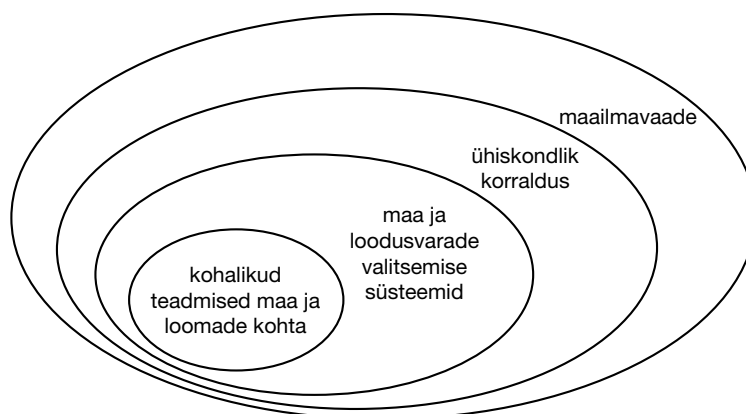 maailmavaade
ühiskondlik
korraldus
maa ja
loodusvarade
valitsemise
süsteemid
kohalikud
teadmised maa ja
loomade kohta